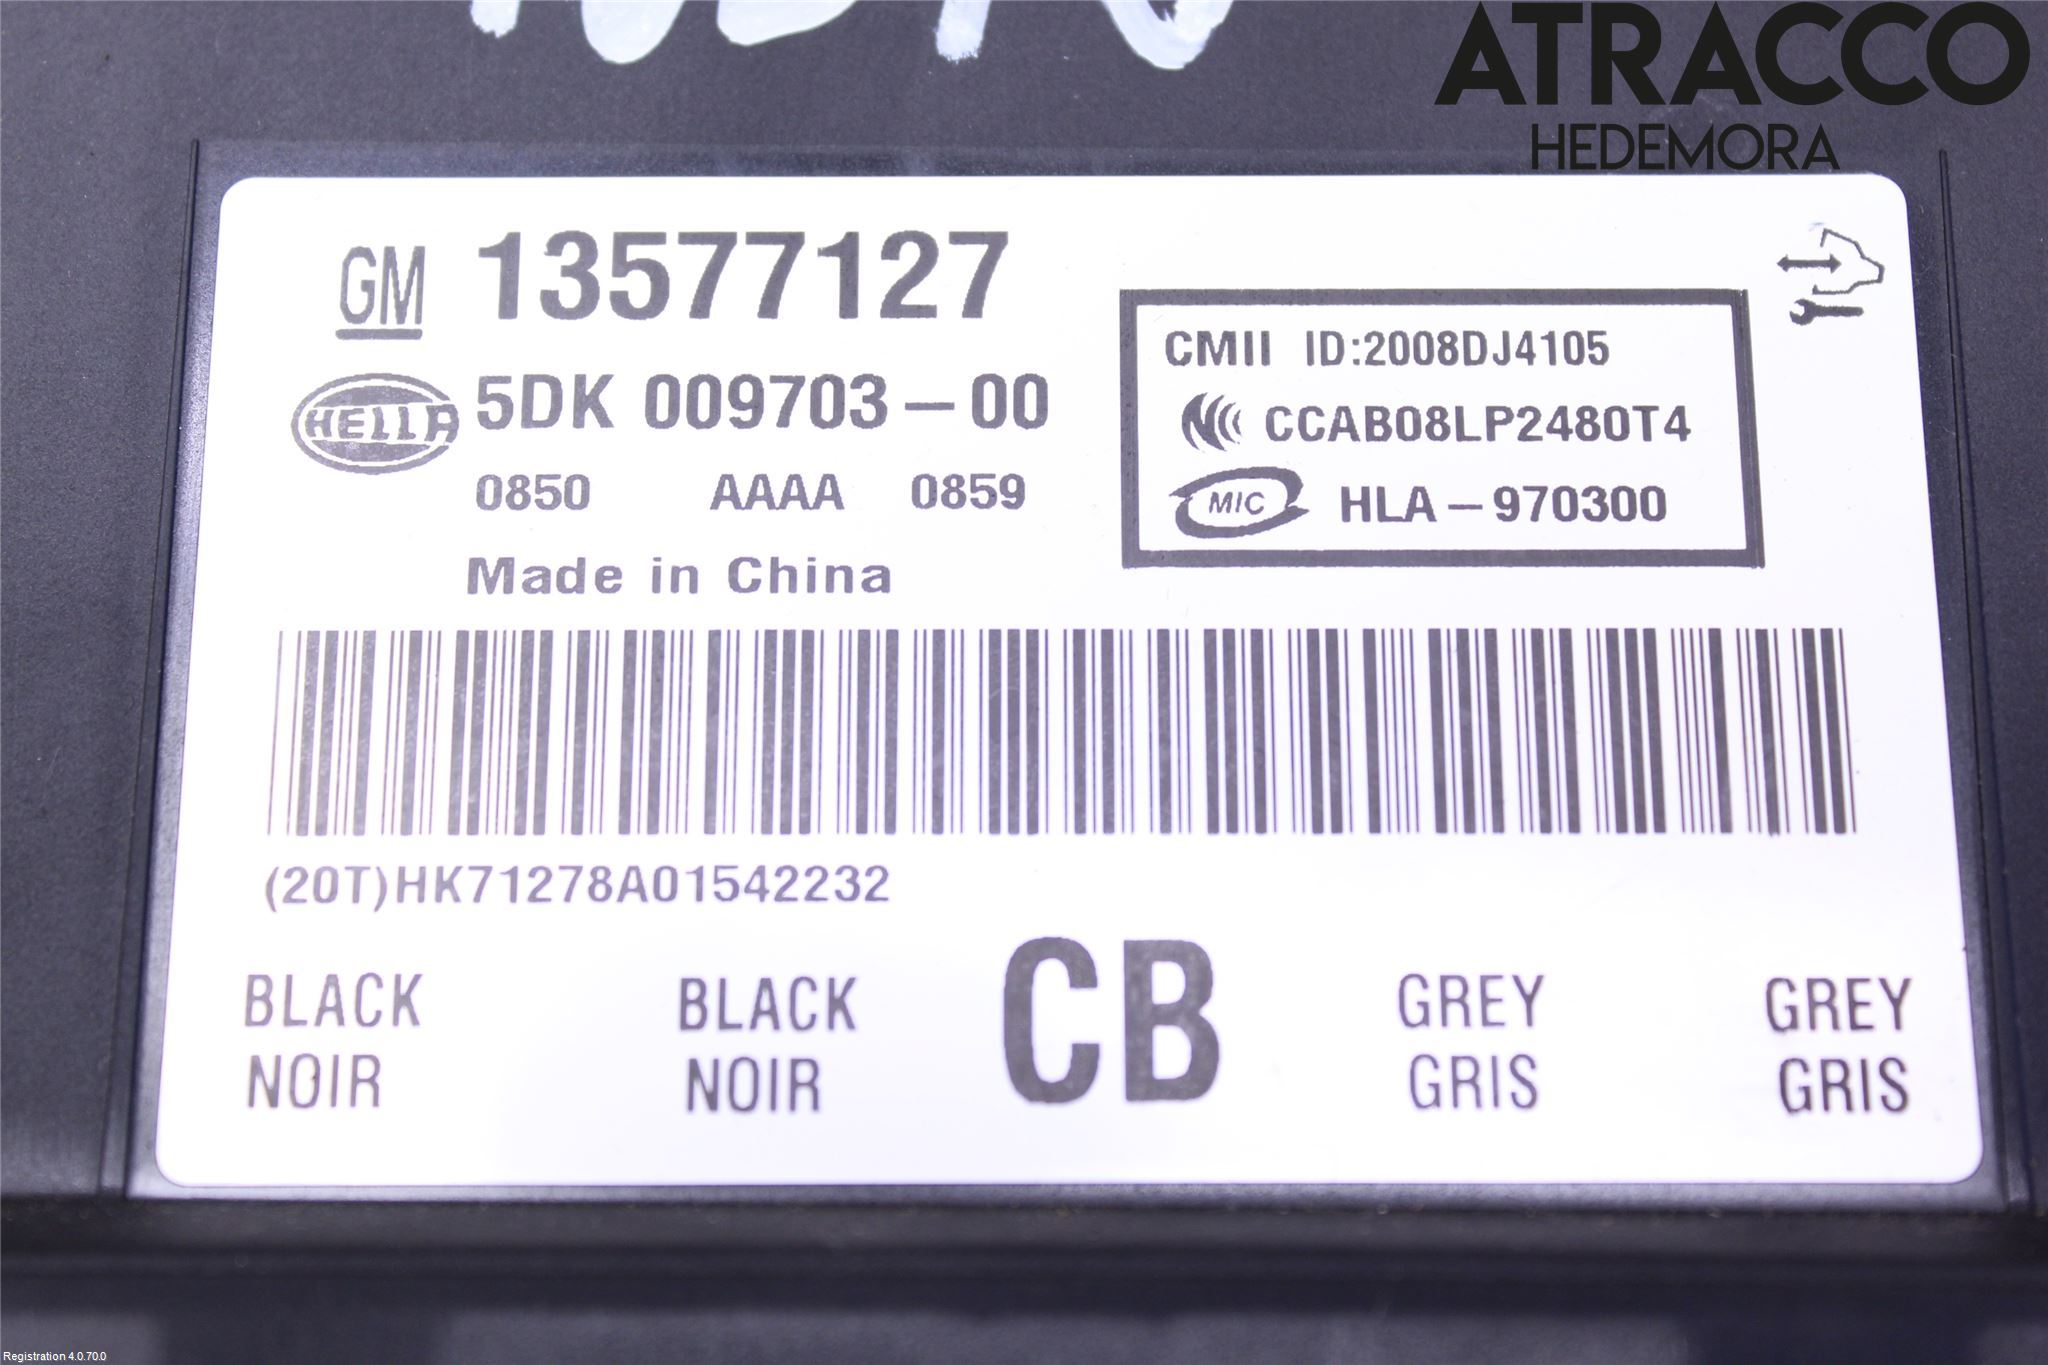 ATRACCO
HEDEMORA
GM 13577127
HELLA 5DK 009703-00
0850 AAAA 0859
Made in China
CMII ID:2008DJ4105
CCAB08LP2480T4
MIC HLA-970300
(20T)HK71278A01542232
BLACK BLACK CB GREY GREY
NOIR NOIR GRIS GRIS
Registration 4.0.70.0